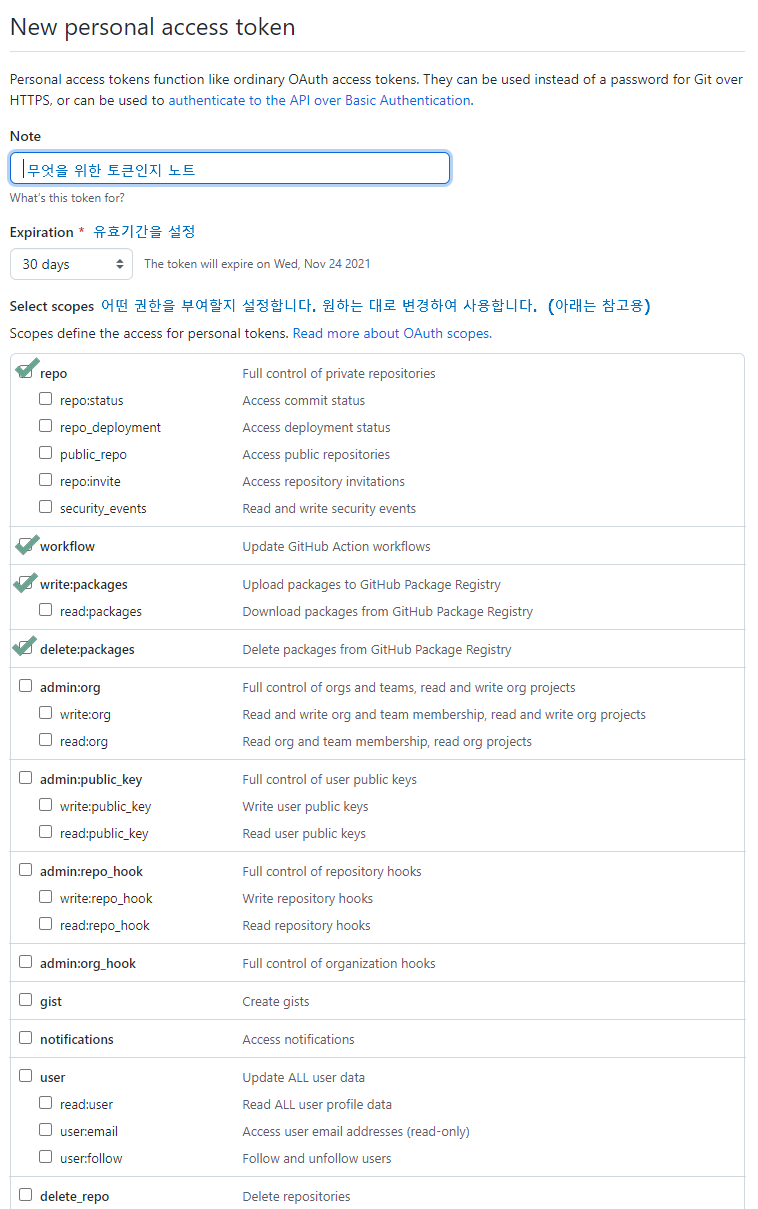 New personal access token
Personal access tokens function like ordinary OAuth access tokens. They can be used instead of a password for Git over
HTTPS, or can be used to authenticate to the API over Basic Authentication.
Note
무엇을 위한 토큰인지 노트
What's this token for?
Expiration * 유효기간을 설정
30 days The token will expire on Wed, Nov 24 2021
Select scopes 어떤 권한을 부여할지 설정합니다. 원하는 대로 변경하여 사용합니다. (아래는 참고용)
Scopes define the access for personal tokens. Read more about OAuth scopes.
repo Full control of private repositories
repo:status Access commit status
repo_deployment Access deployment status
public_repo Access public repositories
repo:invite Access repository invitations
security_events Read and write security events
workflow Update GitHub Action workflows
write:packages Upload packages to GitHub Package Registry
read:packages Download packages from GitHub Package Registry
delete:packages Delete packages from GitHub Package Registry
admin:org Full control of orgs and teams, read and write org projects
write:org Read and write org and team membership, read and write org projects
read:org Read org and team membership, read org projects
admin:public_key Full control of user public keys
write:public_key Write user public keys
read:public_key Read user public keys
admin:repo_hook Full control of repository hooks
write:repo_hook Write repository hooks
read:repo_hook Read repository hooks
admin:org_hook Full control of organization hooks
gist Create gists
notifications Access notifications
user Update ALL user data
read:user Read ALL user profile data
user:email Access user email addresses (read-only)
user:follow Follow and unfollow users
delete_repo Delete repositories